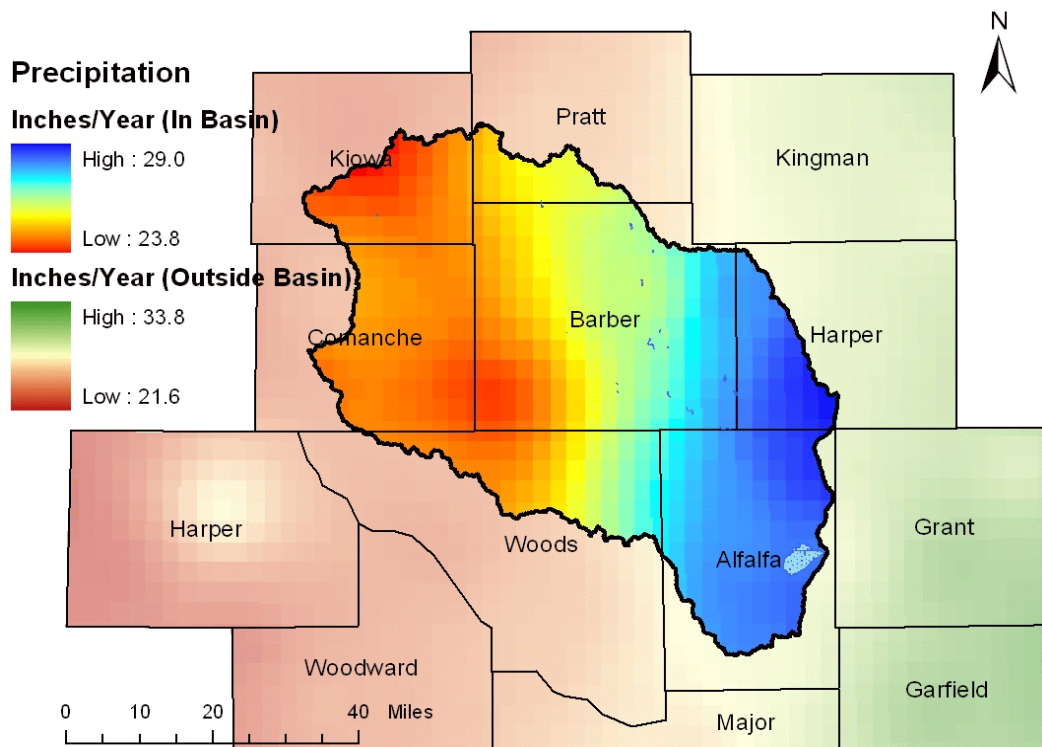 N
Precipitation
Inches/Year (In Basin)
High : 29.0
Low : 23.8
Inches/Year (Outside Basin)
High : 33.8
Low : 21.6
Pratt
Kiowa
Kingman
Comanche
Barber
Harper
Harper
Woods
Alfalfa
Grant
Woodward
Garfield
Major
0 10 20 40 Miles